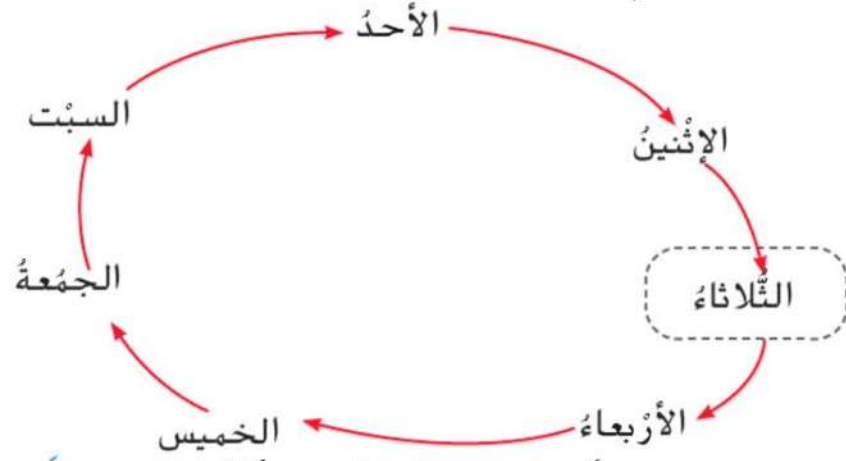 الأحدُ
الإثْنينُ
الثُّلاثاءُ
الأرْبعاءُ
الخميس
الجمُعةُ
السبْت